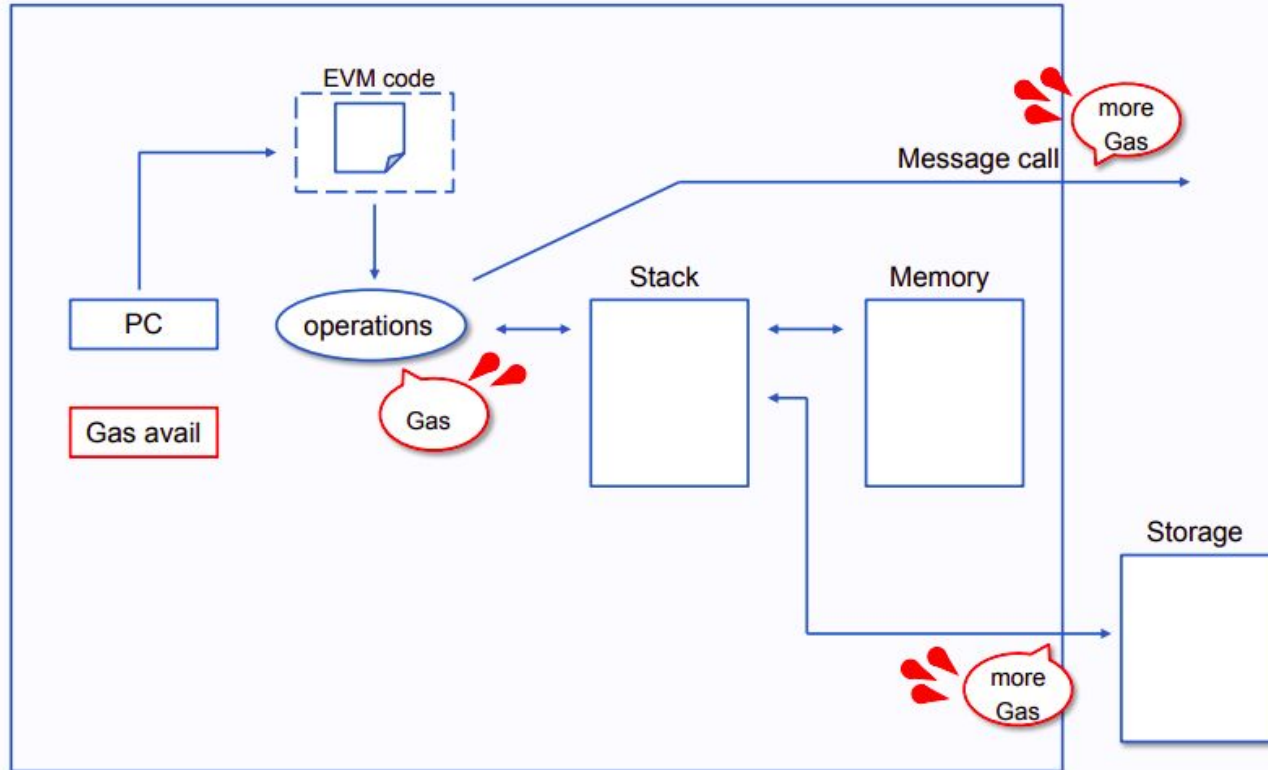 EVM code
more
Gas
Message call
Stack
Memory
PC
operations
Gas
Gas avail
Storage
more
Gas